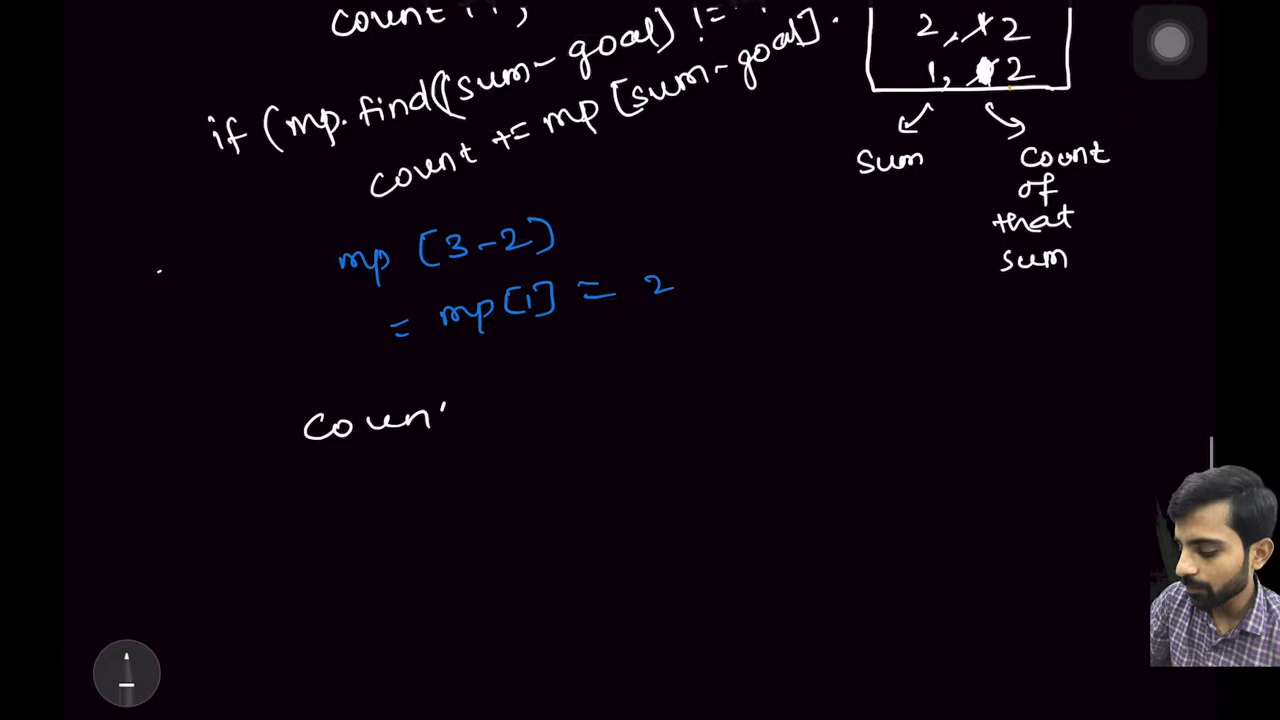 count ++;
if (mp.find(sum-goal) !=
count += mp[sum-goal].
mp [3-2)
= mp[1] = 2
Coun
2, 1 2
1, 2
Sum
Count
of
that
sum